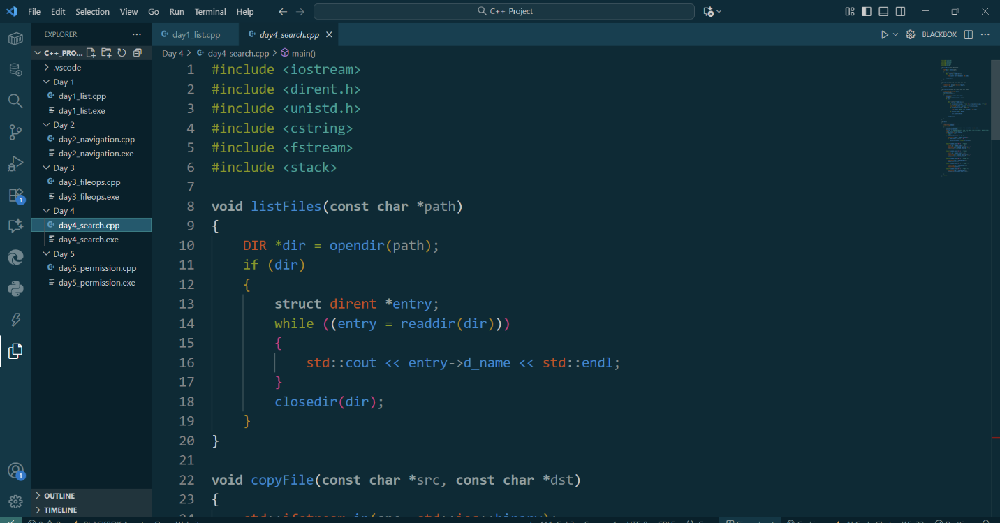 File Edit Selection View Go Run Terminal Help
C++_Project
EXPLORER
C++_PRO...
.vscode
Day 1
day1_list.cpp
day1_list.exe
Day 2
day2_navigation.cpp
day2_navigation.exe
Day 3
day3_fileops.cpp
day3_fileops.exe
Day 4
day4_search.cpp
day4_search.exe
Day 5
day5_permission.cpp
day5_permission.exe
OUTLINE
TIMELINE
1
1
day1_list.cpp day4_search.cpp
BLACKBOX
Day 4 > day4_search.cpp > main()
1 #include <iostream>
2 #include <dirent.h>
3 #include <unistd.h>
4 #include <cstring>
5 #include <fstream>
6 #include <stack>
7
8 void listFiles(const char *path)
9 {
10 DIR *dir = opendir(path);
11 if (dir)
12 {
13 struct dirent *entry;
14 while ((entry = readdir(dir)))
15 {
16 std::cout << entry->d_name << std::endl;
17 }
18 closedir(dir);
19 }
20 }
21
22 void copyFile(const char *src, const char *dst)
23 {